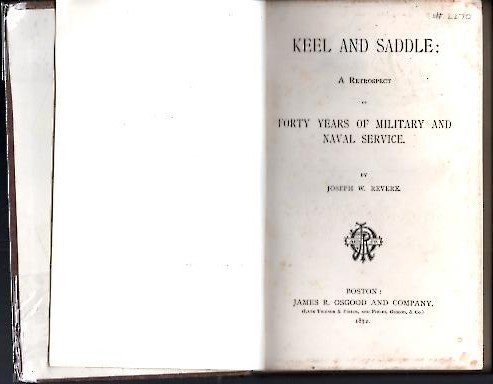 KEEL AND SADDLE:
A RETROSPECT
OF
FORTY YEARS OF MILITARY AND
NAVAL SERVICE.
BY
JOSEPH W. REVERE.
BOSTON:
JAMES R. OSGOOD AND COMPANY,
(LATE TICKNOR & FIELDS, AND FIELDS, OSGOOD, & CO.)
1872.